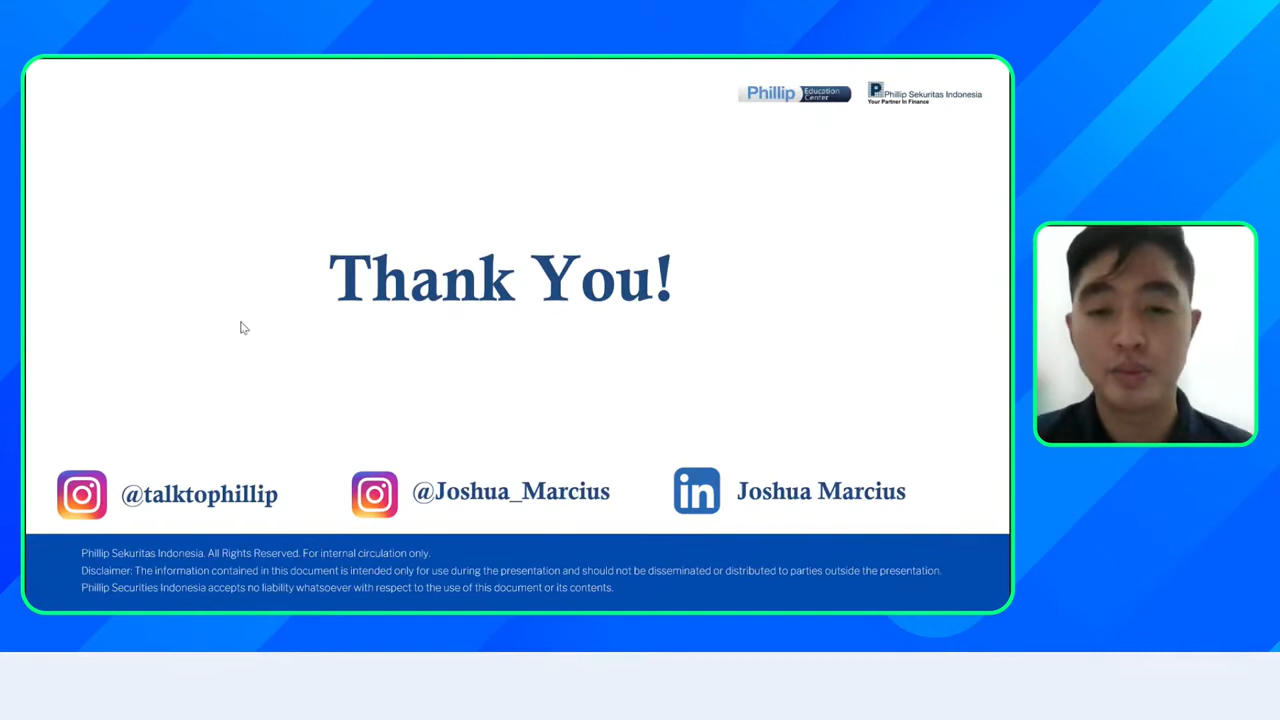 Phillip Education Center
Phillip Sekuritas Indonesia
Your Partner In Finance
Thank You!
@talktophillip
@Joshua_Marcius
in Joshua Marcius
Phillip Sekuritas Indonesia. All Rights Reserved. For internal circulation only.
Disclaimer: The information contained in this document is intended only for use during the presentation and should not be disseminated or distributed to parties outside the presentation.
Phillip Securities Indonesia accepts no liability whatsoever with respect to the use of this document or its contents.